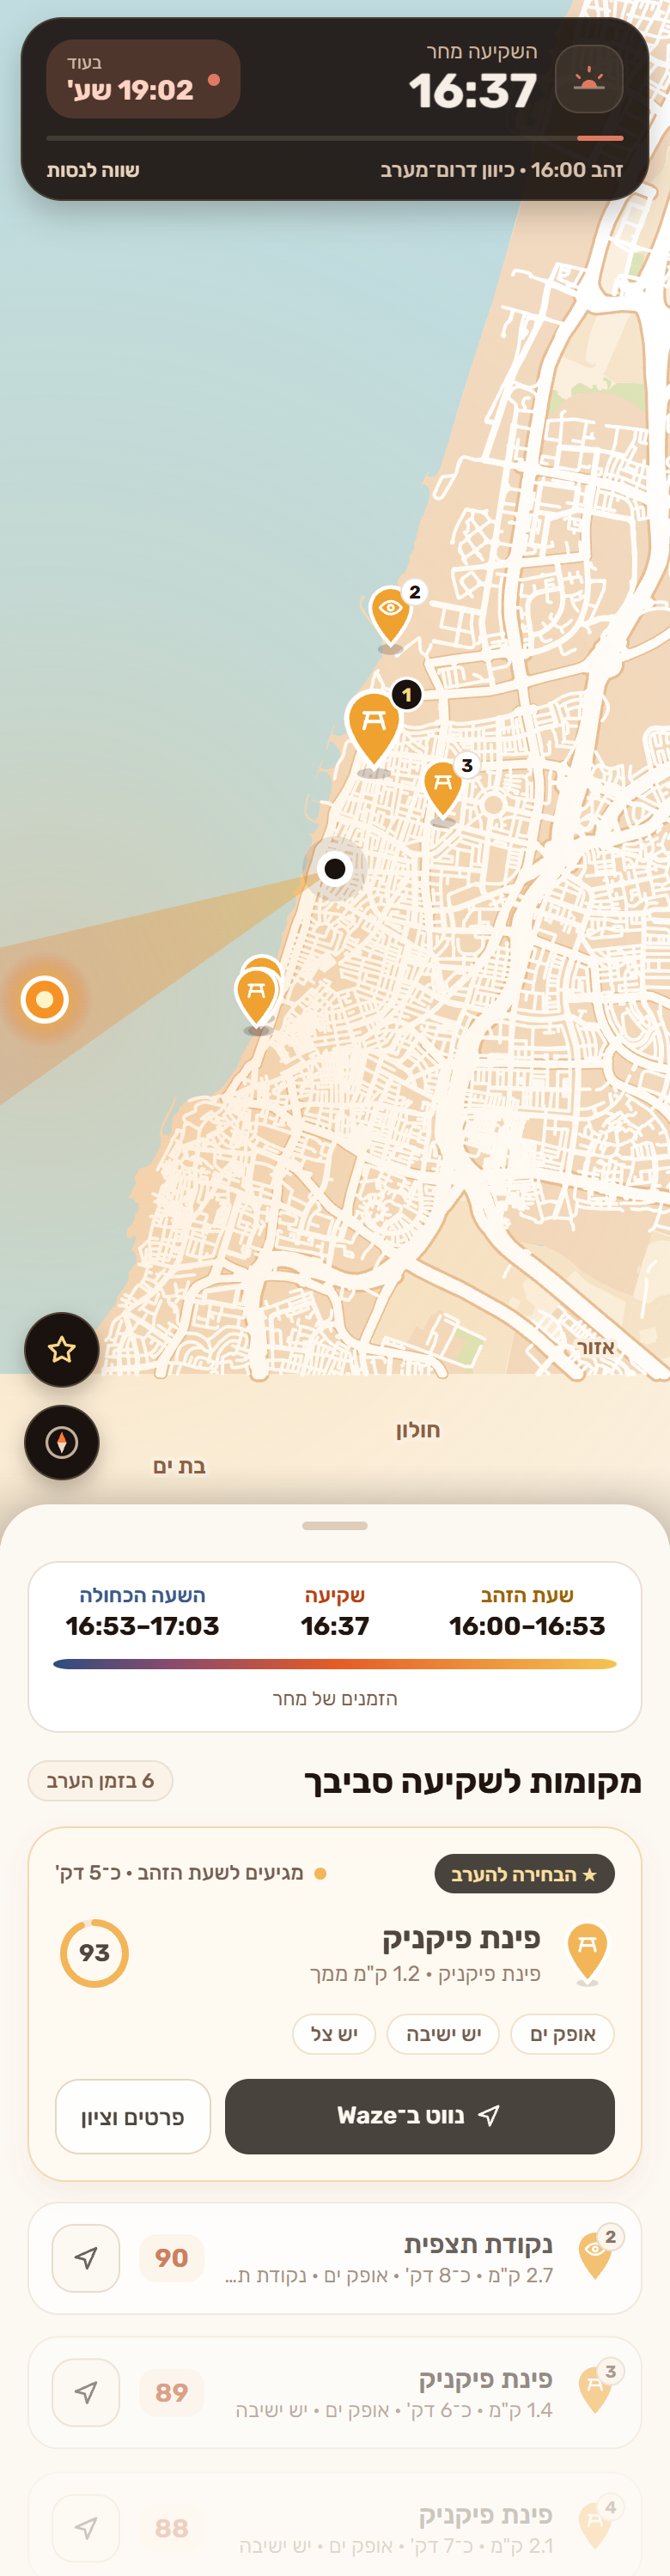 השקיעה מחר
16:37
בעוד
19:02 שע'
זהב 16:00 • כיוון דרום־מערב
שווה לנסות
2
1
3
אזור
חולון
בת ים
שעת הזהב
16:00–16:53
שקיעה
16:37
השעה הכחולה
16:53–17:03
הזמנים של מחר
מקומות לשקיעה סביבך
6 בזמן הערב
★ הבחירה להערב
מגיעים לשעת הזהב • כ־5 דק'
פינת פיקניק
פינת פיקניק • 1.2 ק"מ ממך
93
אופק ים
יש ישיבה
יש צל
נווט ב־Waze
פרטים וציון
2
נקודת תצפית
2.7 ק"מ • כ־8 דק' • אופק ים • נקודת ת...
90
3
פינת פיקניק
1.4 ק"מ • כ־6 דק' • אופק ים • יש ישיבה
89
4
פינת פיקניק
2.1 ק"מ • כ־7 דק' • אופק ים • יש ישיבה
88